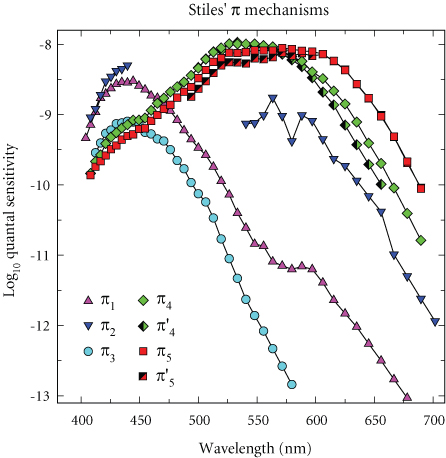 Stiles' π mechanisms
Log₁₀ quantal sensitivity
-8
-9
-10
-11
-12
-13
π₁
π₂
π₃
π₄
π'₄
π₅
π'₅
400 450 500 550 600 650 700
Wavelength (nm)